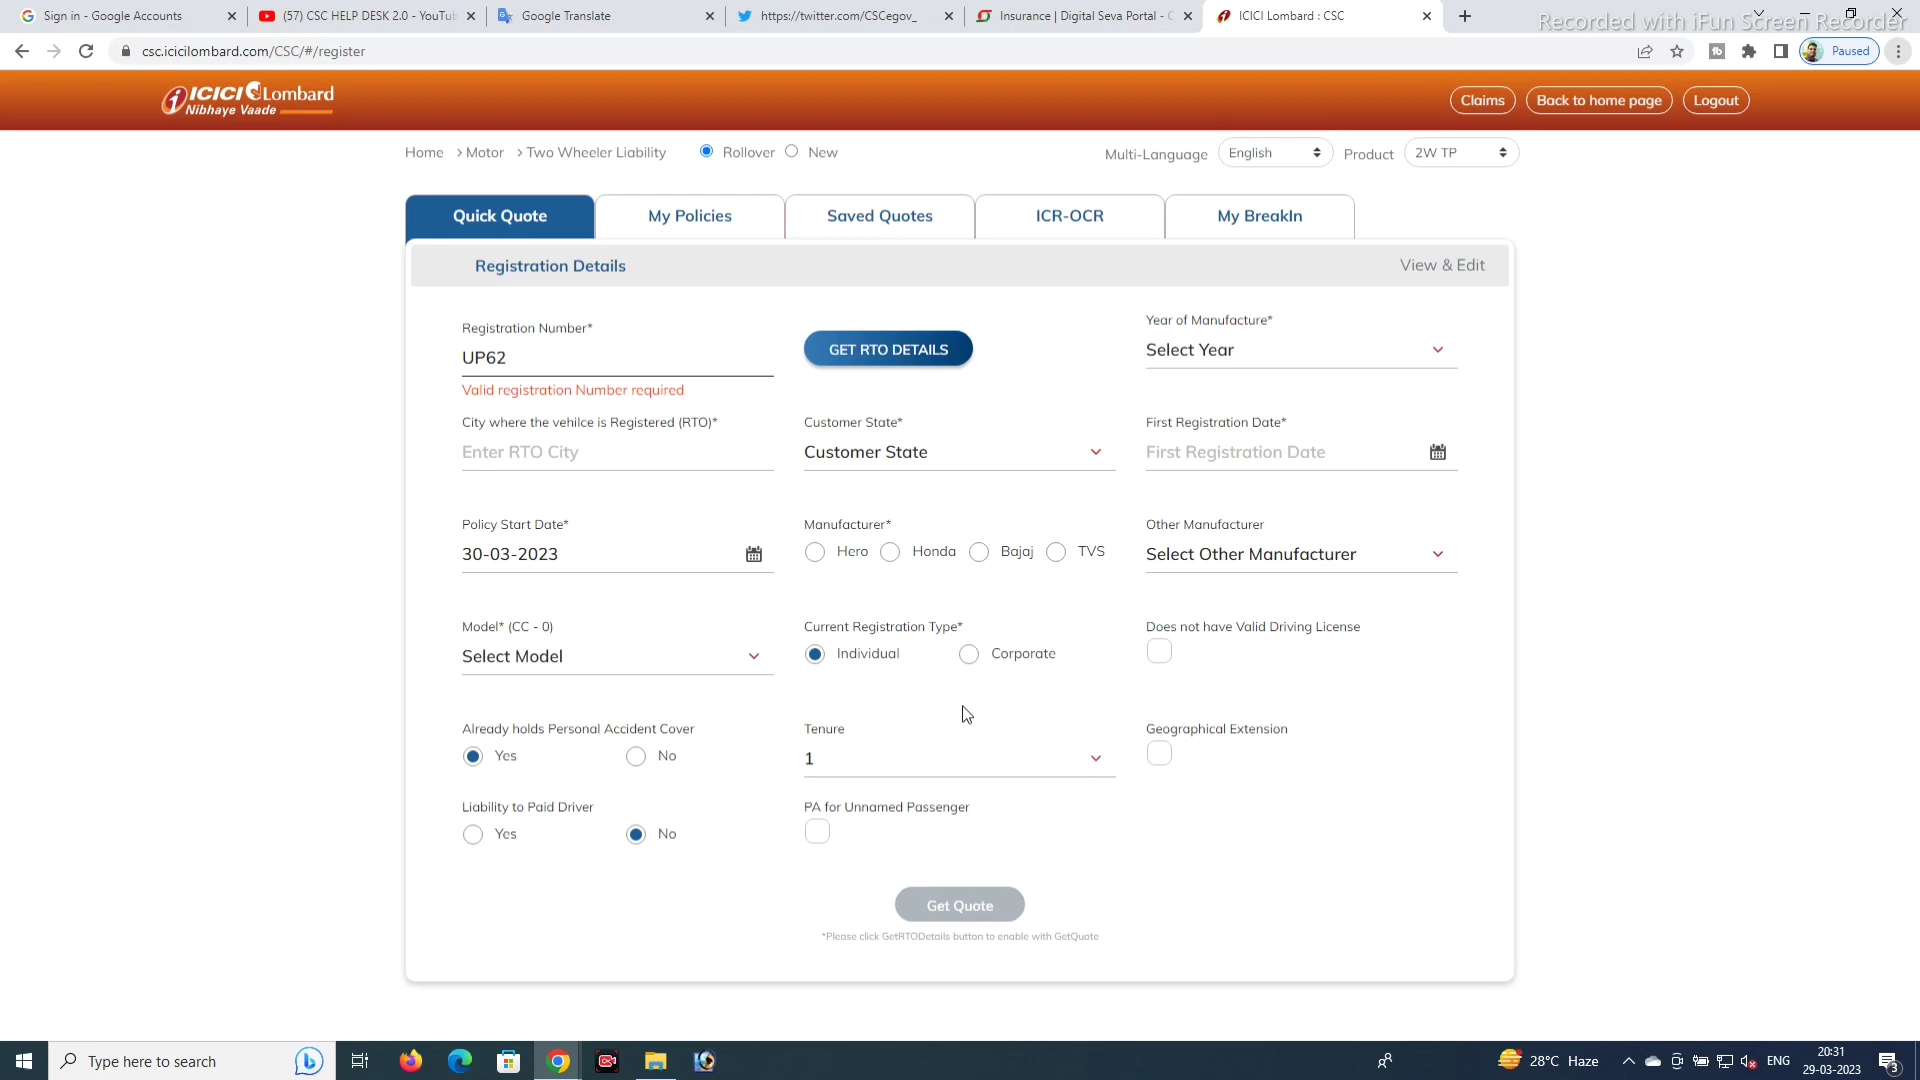 Sign in - Google Accounts
(57) CSC HELP DESK 2.0 - YouTub
Google Translate
https://twitter.com/CSCegov_
Insurance | Digital Seva Portal - C
ICICI Lombard : CSC
Recorded with iFun Screen Recorder
csc.icicilombard.com/CSC/#/register
Paused
ICICI Lombard
Nibhaye Vaade
Claims
Back to home page
Logout
Home > Motor > Two Wheeler Liability
Rollover
New
Multi-Language
English
Product
2W TP
Quick Quote
My Policies
Saved Quotes
ICR-OCR
My BreakIn
Registration Details
View & Edit
Registration Number*
UP62
Valid registration Number required
GET RTO DETAILS
Year of Manufacture*
Select Year
City where the vehilce is Registered (RTO)*
Enter RTO City
Customer State*
Customer State
First Registration Date*
First Registration Date
Policy Start Date*
30-03-2023
Manufacturer*
Hero
Honda
Bajaj
TVS
Other Manufacturer
Select Other Manufacturer
Model* (CC - 0)
Select Model
Current Registration Type*
Individual
Corporate
Does not have Valid Driving License
Already holds Personal Accident Cover
Yes
No
Tenure
1
Geographical Extension
Liability to Paid Driver
Yes
No
PA for Unnamed Passenger
Get Quote
*Please click GetRTODetails button to enable with GetQuote
Type here to search
28°C Haze
ENG
20:31
29-03-2023
3